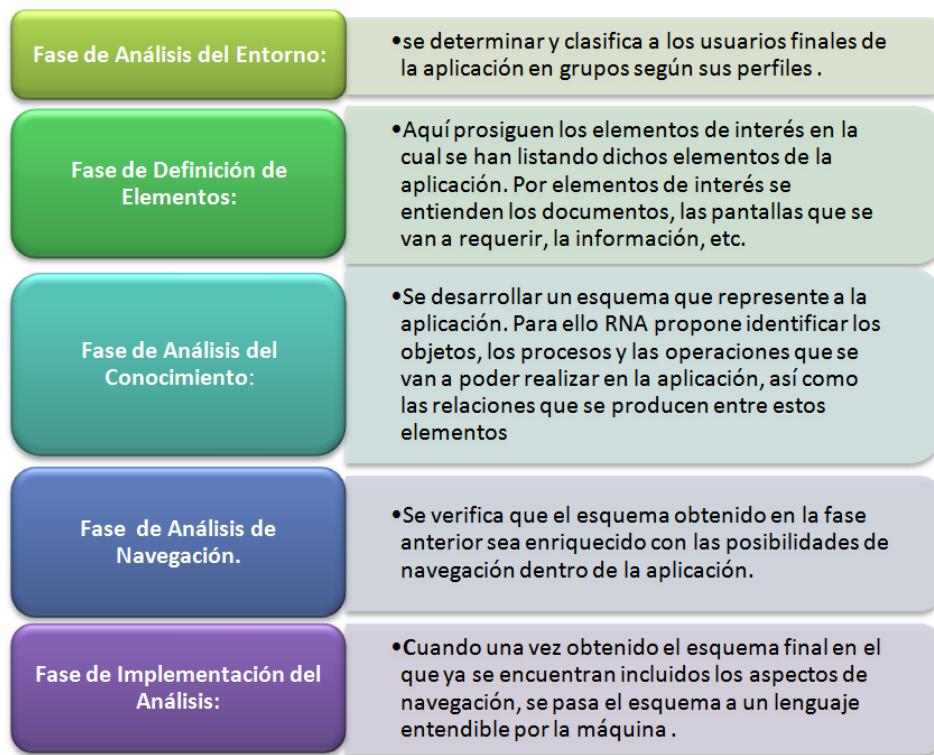 Fase de Análisis del Entorno:
•se determinar y clasifica a los usuarios finales de
la aplicación en grupos según sus perfiles .
Fase de Definición de
Elementos:
•Aquí prosiguen los elementos de interés en la
cual se han listando dichos elementos de la
aplicación. Por elementos de interés se
entienden los documentos, las pantallas que se
van a requerir, la información, etc.
Fase de Análisis del
Conocimiento:
•Se desarrollar un esquema que represente a la
aplicación. Para ello RNA propone identificar los
objetos, los procesos y las operaciones que se
van a poder realizar en la aplicación, así como
las relaciones que se producen entre estos
elementos
Fase  de Análisis de
Navegación.
•Se verifica que el esquema obtenido en la fase
anterior sea enriquecido con las posibilidades de
navegación dentro de la aplicación.
Fase de Implementación del
Análisis:
•Cuando una vez obtenido el esquema final en el
que ya se encuentran incluidos los aspectos de
navegación, se pasa el esquema a un lenguaje
entendible por la máquina .